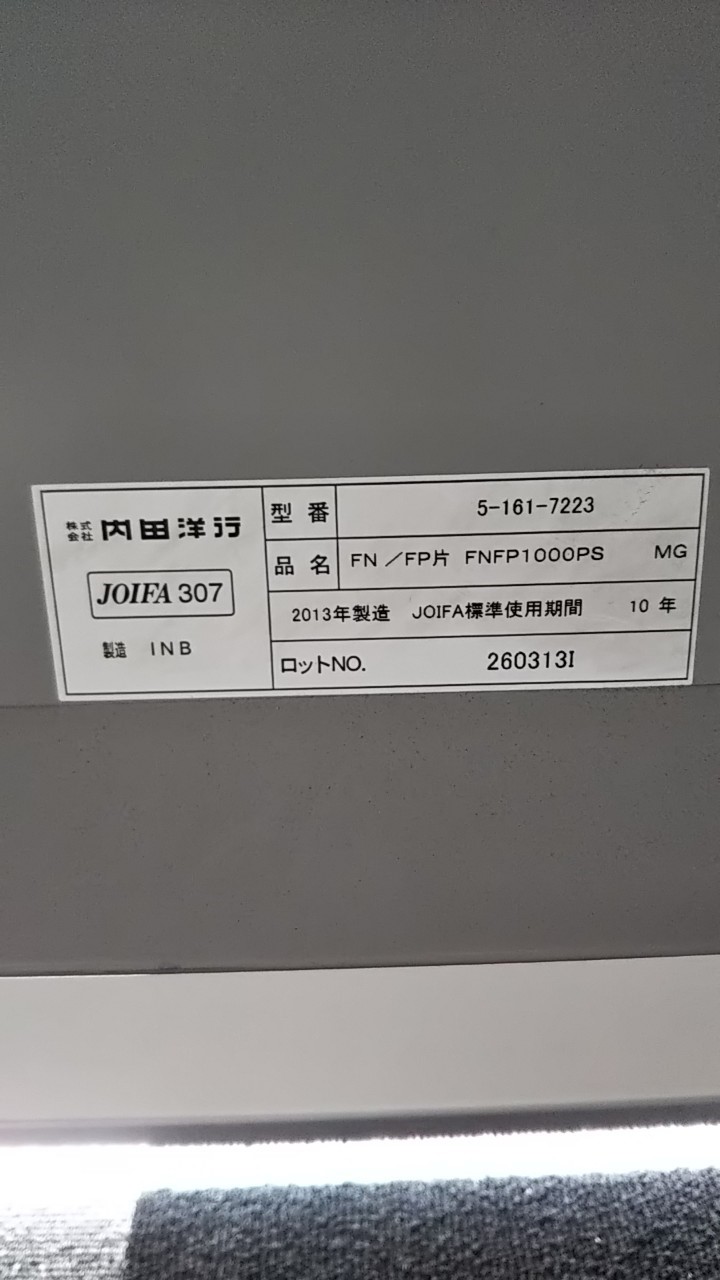 株式会社 内田洋行
JOIFA 307
製造 INB
型番 5-161-7223
品名 FN／FP片 FNFP1000PS MG
2013年製造 JOIFA標準使用期間 10年
ロットNO. 260313I